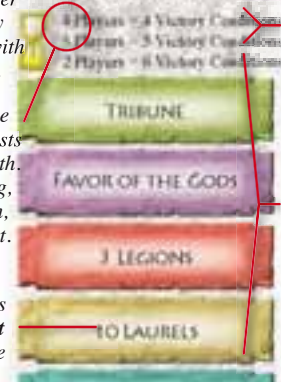 with
4 Players - 4 Victory Conditions
3 Players - 5 Victory Conditions
2 Players - 6 Victory Conditions
TRIBUNE
FAVOR OF THE GODS
3 LEGIONS
10 LAURELS